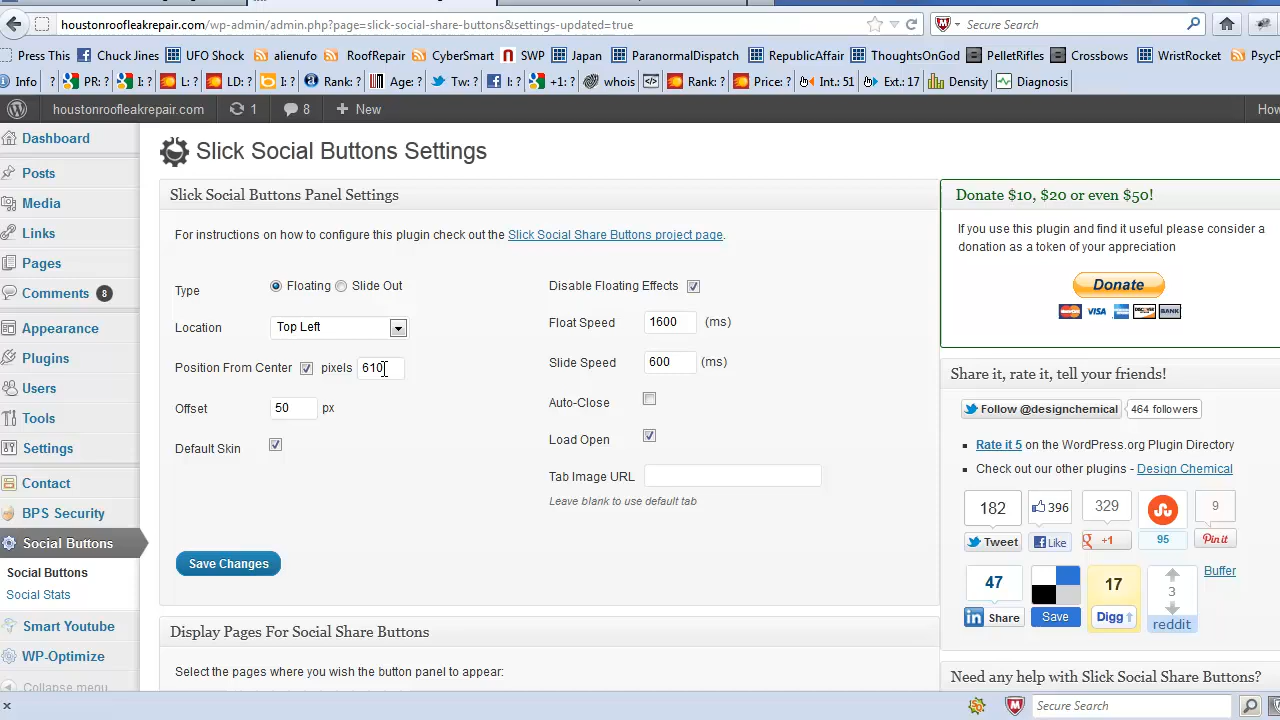 houstonroofleakrepair.com/wp-admin/admin.php?page=slick-social-share-buttons&settings-updated=true
Secure Search
Press This Chuck Jines UFO Shock alienufo RoofRepair CyberSmart SWP Japan ParanormalDispatch RepublicAffair ThoughtsOnGod PelletRifles Crossbows WristRocket PsycP
Info ? PR: ? I: ? L: ? LD: ? I: ? Rank: ? Age: ? Tw: ? I: ? +1: ? whois Rank: ? Price: ? Int.: 51 Ext.: 17 Density Diagnosis
houstonroofleakrepair.com 1 8 + New How
Dashboard
Posts
Media
Links
Pages
Comments 8
Appearance
Plugins
Users
Tools
Settings
Contact
BPS Security
Social Buttons
Social Buttons
Social Stats
Smart Youtube
WP-Optimize
Collapse menu
Slick Social Buttons Settings
Slick Social Buttons Panel Settings
For instructions on how to configure this plugin check out the Slick Social Share Buttons project page.
Type Floating Slide Out
Location Top Left
Position From Center pixels 610
Offset 50 px
Default Skin
Disable Floating Effects
Float Speed 1600 (ms)
Slide Speed 600 (ms)
Auto-Close
Load Open
Tab Image URL
Leave blank to use default tab
Save Changes
Display Pages For Social Share Buttons
Select the pages where you wish the button panel to appear:
Donate $10, $20 or even $50!
If you use this plugin and find it useful please consider a
donation as a token of your appreciation
Donate
MasterCard VISA DISCOVER BANK
Share it, rate it, tell your friends!
Follow @designchemical 464 followers
Rate it 5 on the WordPress.org Plugin Directory
Check out our other plugins - Design Chemical
182 396 329 9
Tweet Like +1 95 Pin it
47 17 3 Buffer
Share Save Digg reddit
Need any help with Slick Social Share Buttons?
Secure Search